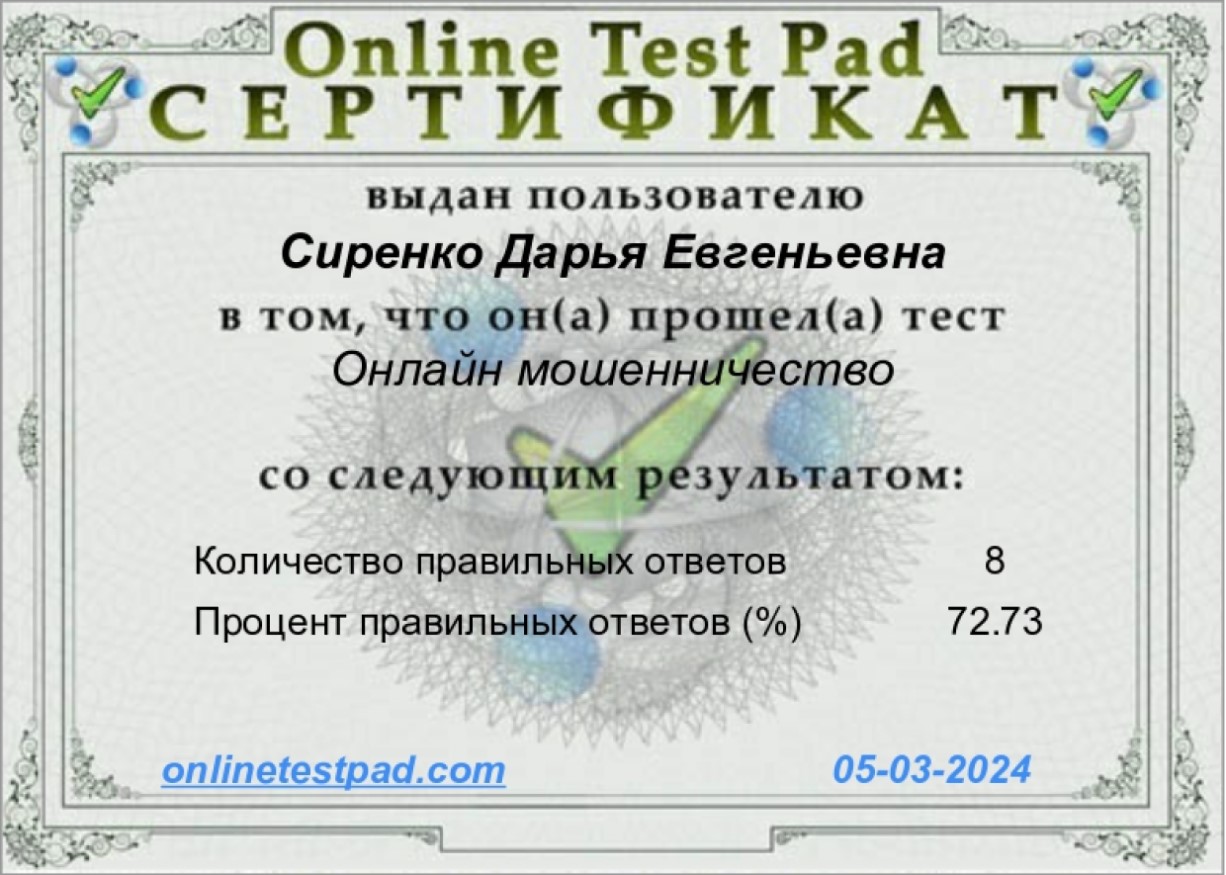 Online Test Pad
СЕРТИФИКАТ
выдан пользователю
Сиренко Дарья Евгеньевна
в том, что он(а) прошел(а) тест
Онлайн мошенничество
со следующим результатом:
Количество правильных ответов 8
Процент правильных ответов (%) 72.73
onlinetestpad.com 05-03-2024